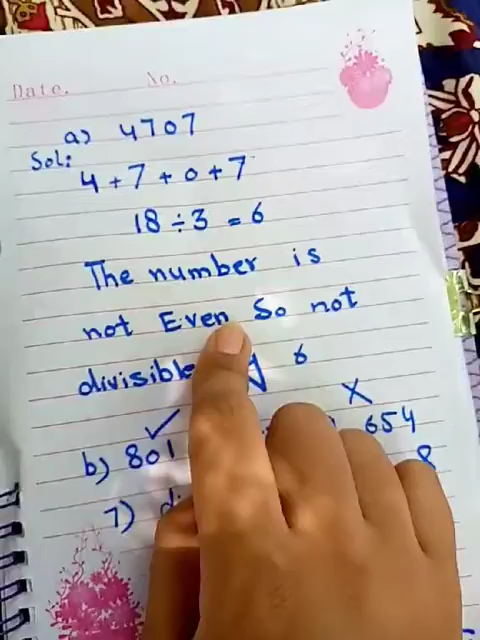 Date. No.
a) 4707
Sol:
4 + 7 + 0 + 7
18 ÷ 3 = 6
The number is
not Even So not
divisible 6
b) 801 654
7) 8